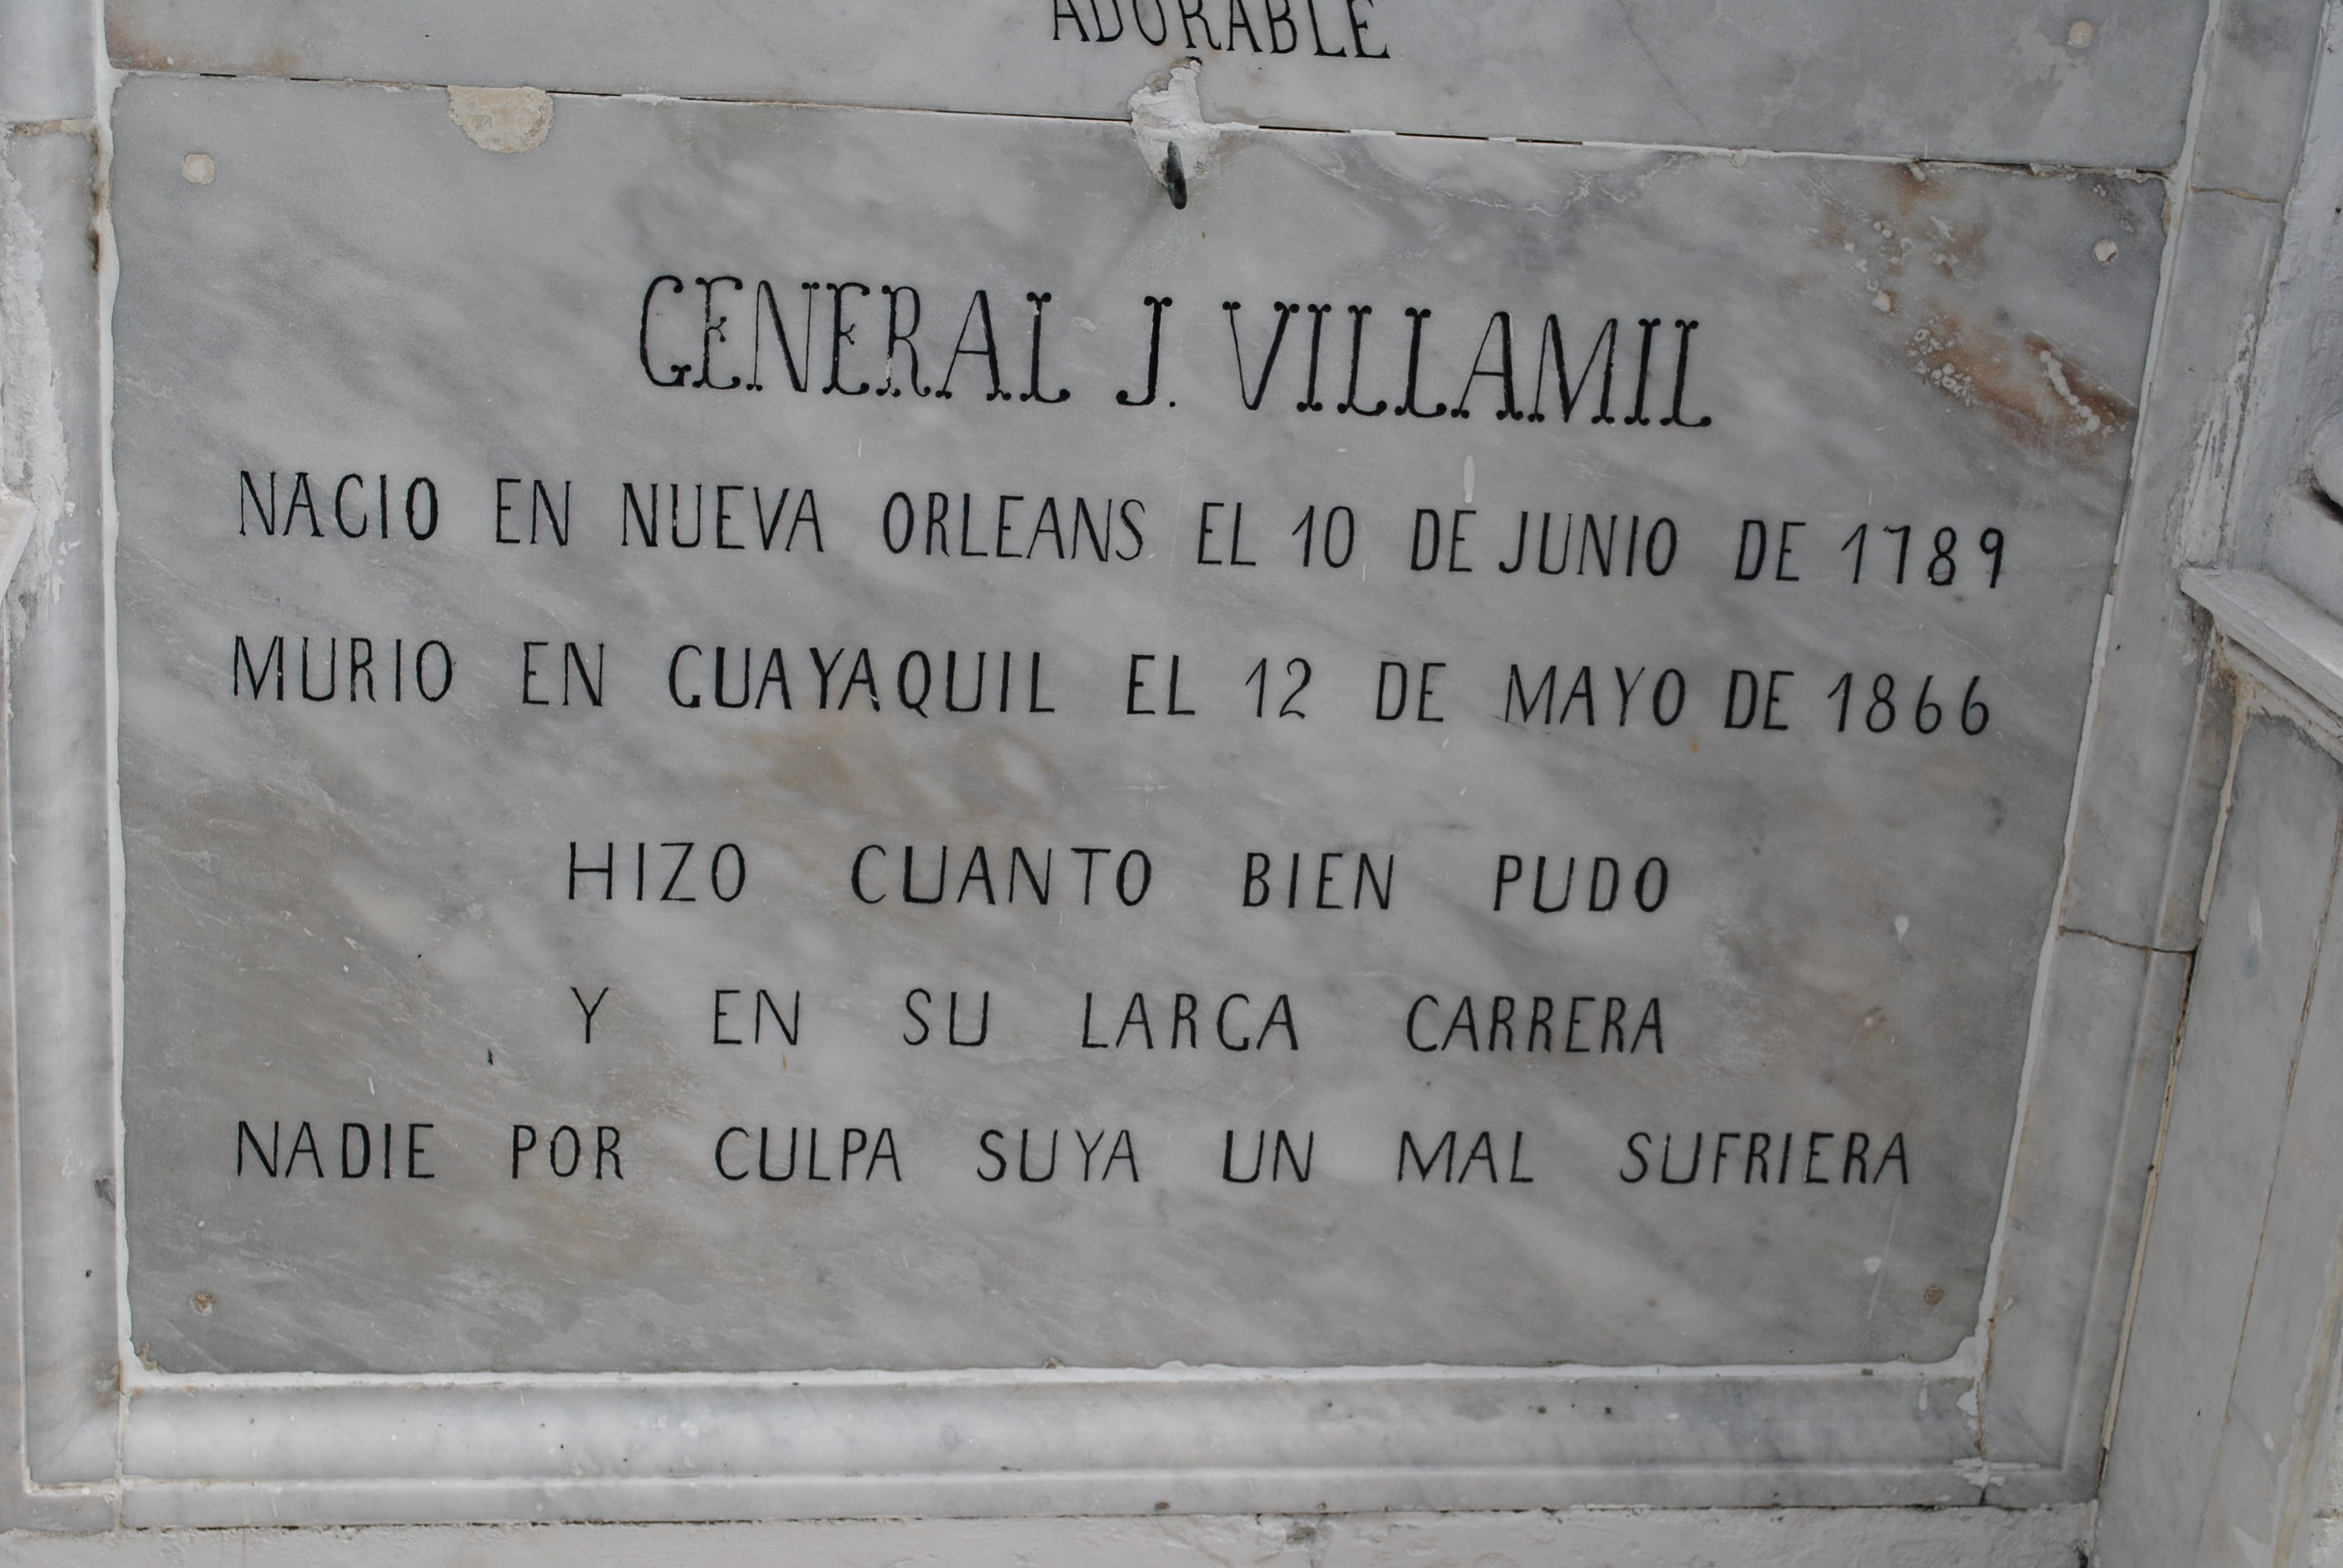 ADORABLE
GENERAL J. VILLAMIL
NACIO EN NUEVA ORLEANS EL 10 DE JUNIO DE 1789
MURIO EN GUAYAQUIL EL 12 DE MAYO DE 1866
HIZO CUANTO BIEN PUDO
Y EN SU LARGA CARRERA
NADIE POR CULPA SUYA UN MAL SUFRIERA